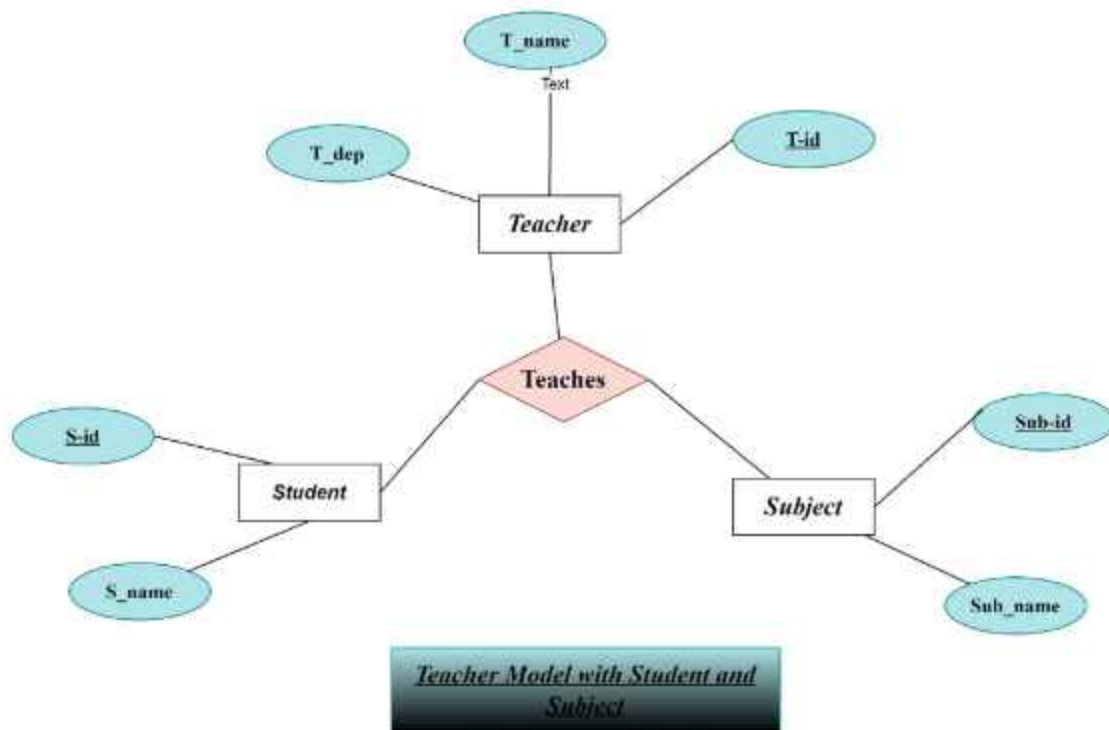 T_name
Text
T_dep
T-id
Teacher
Teaches
S-id
Sub-id
Student
Subject
S_name
Sub_name
Teacher Model with Student and
Subject